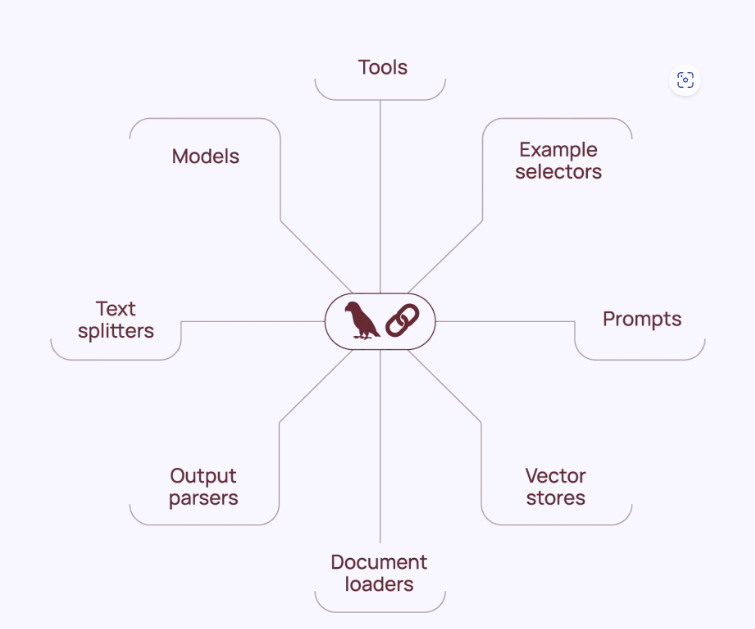 Tools
Models
Example
selectors
Text
splitters
Prompts
Output
parsers
Vector
stores
Document
loaders